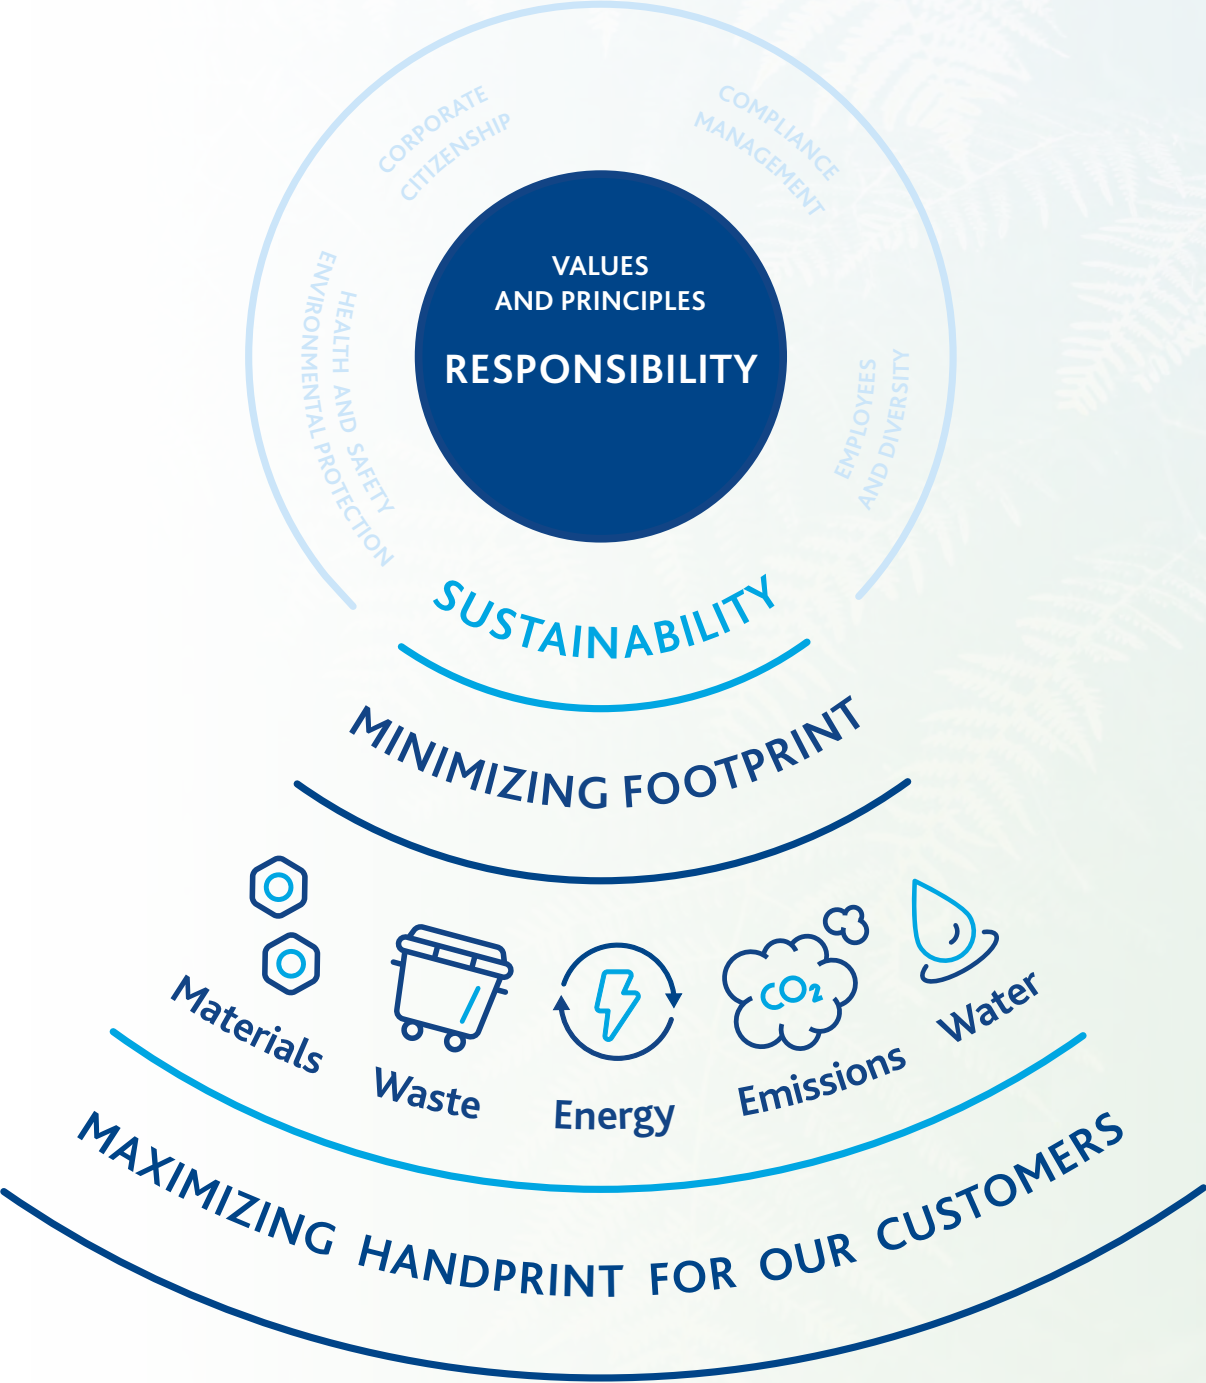 CORPORATE
CITIZENSHIP
COMPLIANCE
MANAGEMENT
VALUES
AND PRINCIPLES
RESPONSIBILITY
HEALTH AND SAFETY
ENVIRONMENTAL PROTECTION
EMPLOYEES
AND DIVERSITY
SUSTAINABILITY
MINIMIZING FOOTPRINT
CO2
Materials
Waste
Energy
Emissions
Water
MAXIMIZING HANDPRINT FOR OUR CUSTOMERS